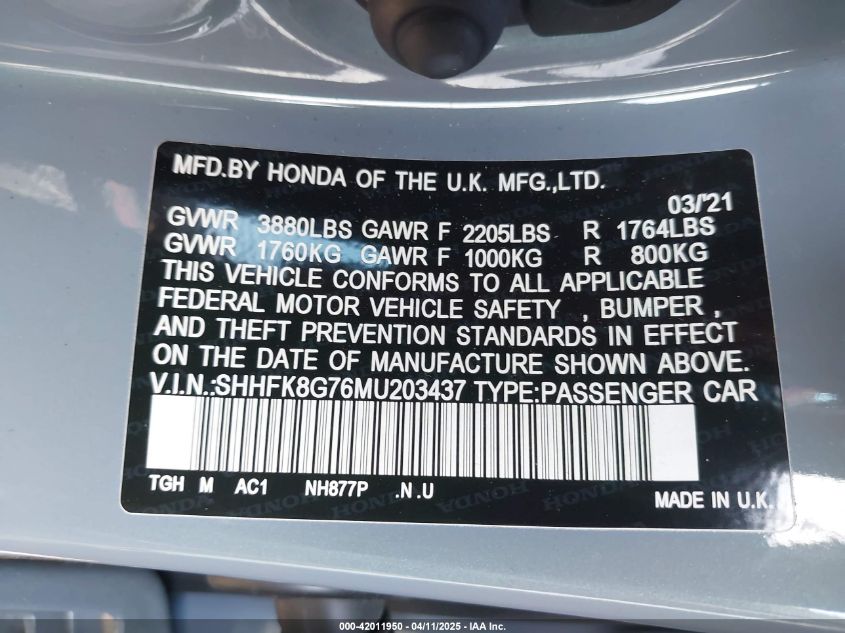 MFD.BY HONDA OF THE U.K. MFG.,LTD.
03/'21
GVWR 3880LBS GAWR F 2205LBS R 1764LBS
GVWR 1760KG GAWR F 1000KG R 800KG
THIS VEHICLE CONFORMS TO ALL APPLICABLE
FEDERAL MOTOR VEHICLE SAFETY , BUMPER ,
AND THEFT PREVENTION STANDARDS IN EFFECT
ON THE DATE OF MANUFACTURE SHOWN ABOVE.
V.I.N.:SHHFK8G76MU203437 TYPE:PASSENGER CAR
TGH M AC1 NH877P .N .U
MADE IN U.K.
000-42011950 - 04/11/2025 - IAA Inc.